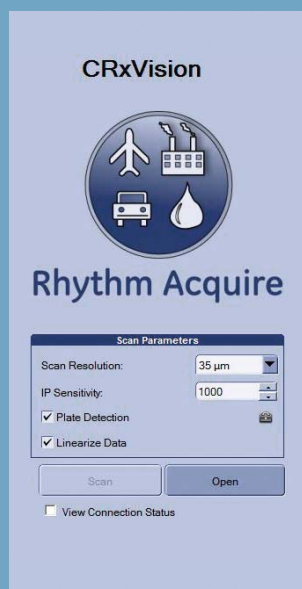 CRxVision
Rhythm Acquire
Scan Parameters
Scan Resolution: 35 µm
IP Sensitivity: 1000
Plate Detection
Linearize Data
Scan Open
View Connection Status